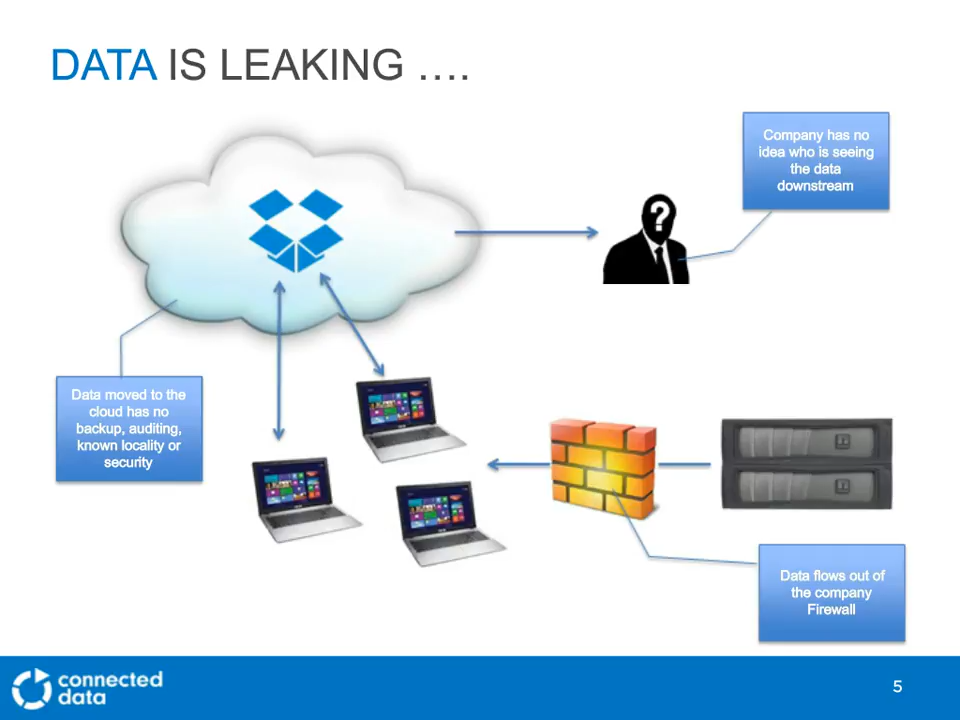 DATA IS LEAKING ....
Company has no
idea who is seeing
the data
downstream
?
Data moved to the
cloud has no
backup, auditing,
known locality or
security
Data flows out of
the company
Firewall
connected
data
5